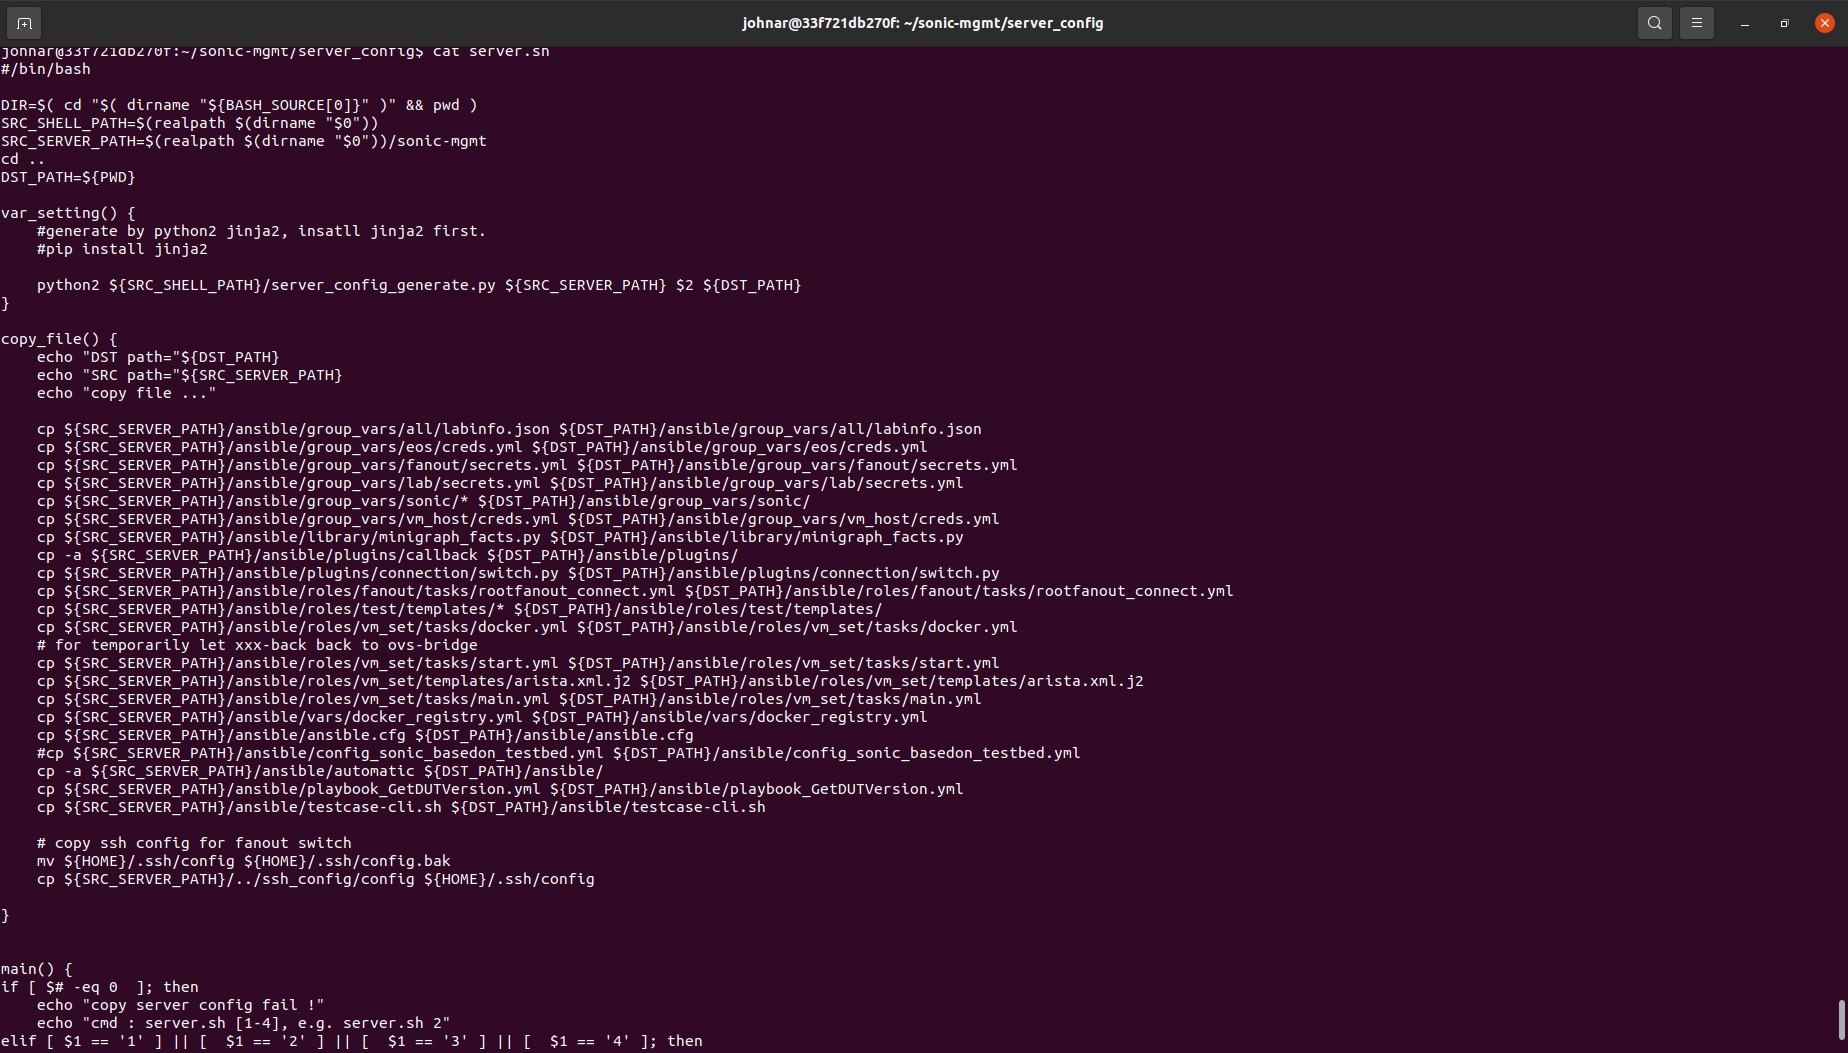 johnar@33f721db270f: ~/sonic-mgmt/server_config
johnar@33f721db270f:~/sonic-mgmt/server_config$ cat server.sh
#/bin/bash

DIR=$( cd "$( dirname "${BASH_SOURCE[0]}" )" && pwd )
SRC_SHELL_PATH=$(realpath $(dirname "$0"))
SRC_SERVER_PATH=$(realpath $(dirname "$0"))/sonic-mgmt
cd ..
DST_PATH=${PWD}

var_setting() {
    #generate by python2 jinja2, insatll jinja2 first.
    #pip install jinja2

    python2 ${SRC_SHELL_PATH}/server_config_generate.py ${SRC_SERVER_PATH} $2 ${DST_PATH}
}

copy_file() {
    echo "DST path="${DST_PATH}
    echo "SRC path="${SRC_SERVER_PATH}
    echo "copy file ..."

    cp ${SRC_SERVER_PATH}/ansible/group_vars/all/labinfo.json ${DST_PATH}/ansible/group_vars/all/labinfo.json
    cp ${SRC_SERVER_PATH}/ansible/group_vars/eos/creds.yml ${DST_PATH}/ansible/group_vars/eos/creds.yml
    cp ${SRC_SERVER_PATH}/ansible/group_vars/fanout/secrets.yml ${DST_PATH}/ansible/group_vars/fanout/secrets.yml
    cp ${SRC_SERVER_PATH}/ansible/group_vars/lab/secrets.yml ${DST_PATH}/ansible/group_vars/lab/secrets.yml
    cp ${SRC_SERVER_PATH}/ansible/group_vars/sonic/* ${DST_PATH}/ansible/group_vars/sonic/
    cp ${SRC_SERVER_PATH}/ansible/group_vars/vm_host/creds.yml ${DST_PATH}/ansible/group_vars/vm_host/creds.yml
    cp ${SRC_SERVER_PATH}/ansible/library/minigraph_facts.py ${DST_PATH}/ansible/library/minigraph_facts.py
    cp -a ${SRC_SERVER_PATH}/ansible/plugins/callback ${DST_PATH}/ansible/plugins/
    cp ${SRC_SERVER_PATH}/ansible/plugins/connection/switch.py ${DST_PATH}/ansible/plugins/connection/switch.py
    cp ${SRC_SERVER_PATH}/ansible/roles/fanout/tasks/rootfanout_connect.yml ${DST_PATH}/ansible/roles/fanout/tasks/rootfanout_connect.yml
    cp ${SRC_SERVER_PATH}/ansible/roles/test/templates/* ${DST_PATH}/ansible/roles/test/templates/
    cp ${SRC_SERVER_PATH}/ansible/roles/vm_set/tasks/docker.yml ${DST_PATH}/ansible/roles/vm_set/tasks/docker.yml
    # for temporarily let xxx-back back to ovs-bridge
    cp ${SRC_SERVER_PATH}/ansible/roles/vm_set/tasks/start.yml ${DST_PATH}/ansible/roles/vm_set/tasks/start.yml
    cp ${SRC_SERVER_PATH}/ansible/roles/vm_set/templates/arista.xml.j2 ${DST_PATH}/ansible/roles/vm_set/templates/arista.xml.j2
    cp ${SRC_SERVER_PATH}/ansible/roles/vm_set/tasks/main.yml ${DST_PATH}/ansible/roles/vm_set/tasks/main.yml
    cp ${SRC_SERVER_PATH}/ansible/vars/docker_registry.yml ${DST_PATH}/ansible/vars/docker_registry.yml
    cp ${SRC_SERVER_PATH}/ansible/ansible.cfg ${DST_PATH}/ansible/ansible.cfg
    #cp ${SRC_SERVER_PATH}/ansible/config_sonic_basedon_testbed.yml ${DST_PATH}/ansible/config_sonic_basedon_testbed.yml
    cp -a ${SRC_SERVER_PATH}/ansible/automatic ${DST_PATH}/ansible/
    cp ${SRC_SERVER_PATH}/ansible/playbook_GetDUTVersion.yml ${DST_PATH}/ansible/playbook_GetDUTVersion.yml
    cp ${SRC_SERVER_PATH}/ansible/testcase-cli.sh ${DST_PATH}/ansible/testcase-cli.sh

    # copy ssh config for fanout switch
    mv ${HOME}/.ssh/config ${HOME}/.ssh/config.bak
    cp ${SRC_SERVER_PATH}/../ssh_config/config ${HOME}/.ssh/config

}


main() {
if [ $# -eq 0  ]; then
    echo "copy server config fail !"
    echo "cmd : server.sh [1-4], e.g. server.sh 2"
elif [ $1 == '1' ] || [  $1 == '2' ] || [  $1 == '3' ] || [  $1 == '4' ]; then